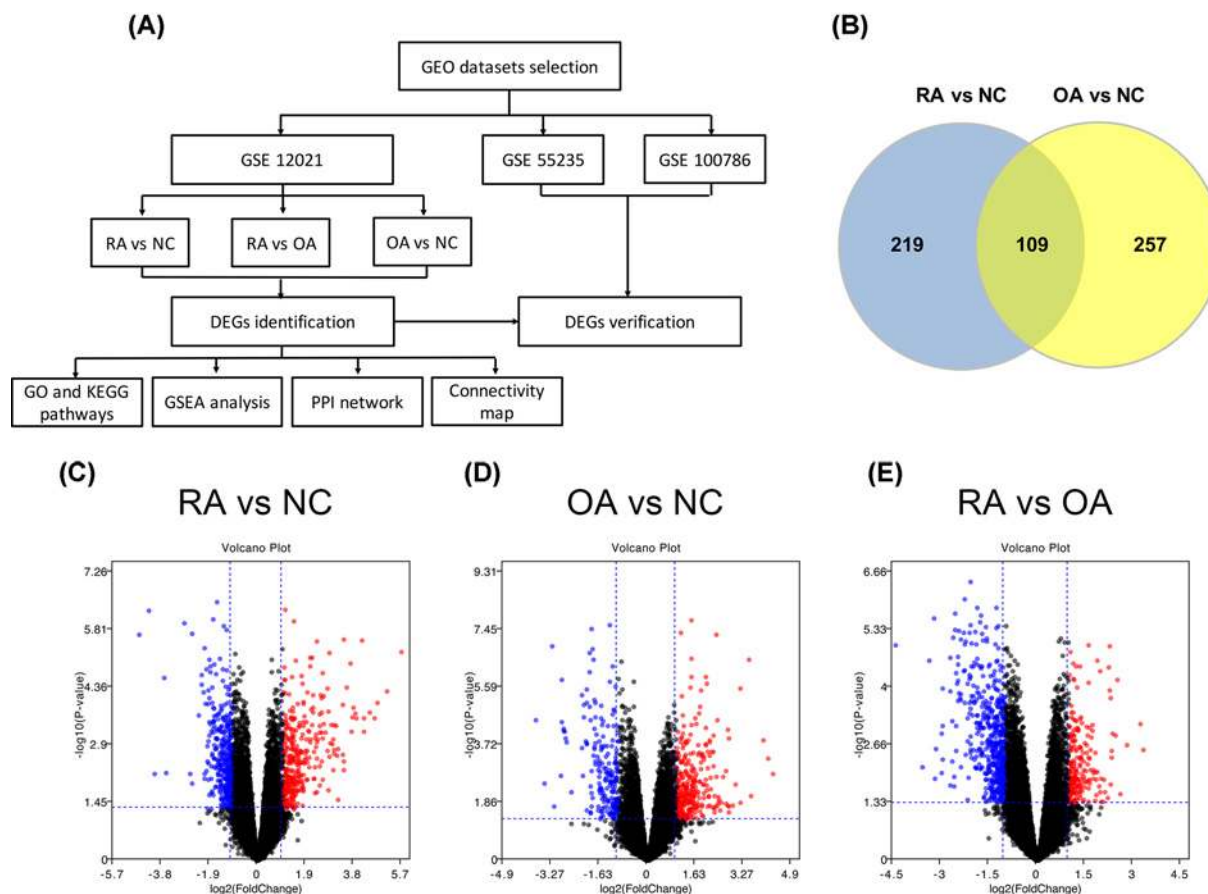 (A)
GEO datasets selection
GSE 12021
GSE 55235
GSE 100786
RA vs NC
RA vs OA
OA vs NC
DEGs identification
DEGs verification
GO and KEGG
pathways
GSEA analysis
PPI network
Connectivity
map
(B)
RA vs NC
OA vs NC
219
109
257
(C)
RA vs NC
Volcano Plot
-log10(P-value)
7.26
5.81
4.36
2.9
1.45
0
-5.7
-3.8
-1.9
0
1.9
3.8
5.7
log2(FoldChange)
(D)
OA vs NC
Volcano Plot
-log10(P-value)
9.31
7.45
5.59
3.72
1.86
0
-4.9
-3.27
-1.63
0
1.63
3.27
4.9
log2(FoldChange)
(E)
RA vs OA
Volcano Plot
-log10(P-value)
6.66
5.33
4
2.66
1.33
0
-4.5
-3
-1.5
0
1.5
3
4.5
log2(FoldChange)